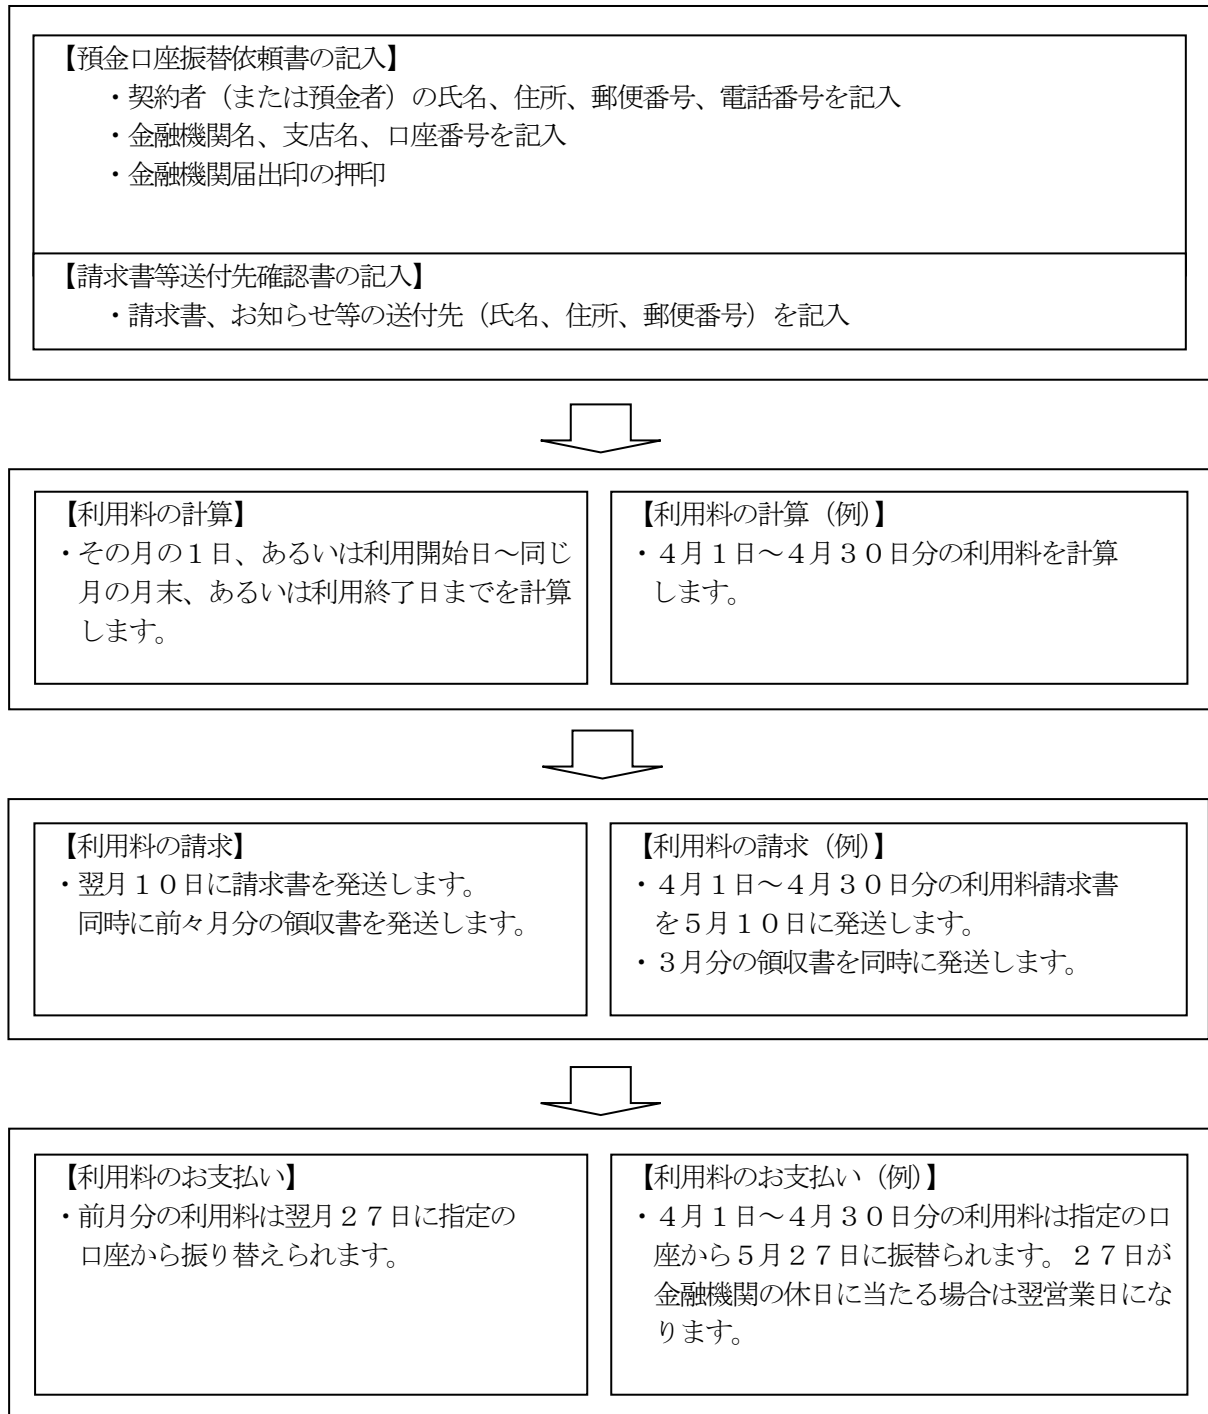 【預金口座振替依頼書の記入】
・契約者（または預金者）の氏名、住所、郵便番号、電話番号を記入
・金融機関名、支店名、口座番号を記入
・金融機関届出印の押印
【請求書等送付先確認書の記入】
・請求書、お知らせ等の送付先（氏名、住所、郵便番号）を記入
【利用料の計算】
・その月の１日、あるいは利用開始日～同じ
月の月末、あるいは利用終了日までを計算
します。
【利用料の計算（例）】
・４月１日～４月３０日分の利用料を計算
します。
【利用料の請求】
・翌月１０日に請求書を発送します。
同時に前々月分の領収書を発送します。
【利用料の請求（例）】
・４月１日～４月３０日分の利用料請求書
を５月１０日に発送します。
・３月分の領収書を同時に発送します。
【利用料のお支払い】
・前月分の利用料は翌月２７日に指定の
口座から振り替えられます。
【利用料のお支払い（例）】
・４月１日～４月３０日分の利用料は指定の口
座から５月２７日に振替られます。２７日が
金融機関の休日に当たる場合は翌営業日にな
ります。